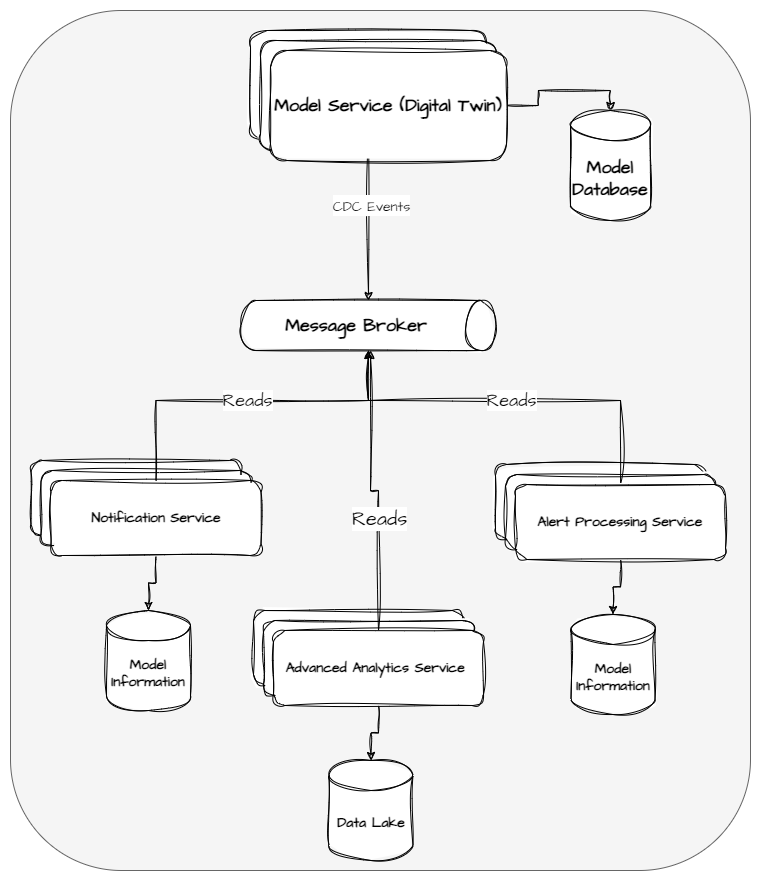 Model Service (Digital Twin)
Model
Database
CDC Events
Message Broker
Reads
Reads
Reads
Notification Service
Alert Processing Service
Model
Information
Advanced Analytics Service
Model
Information
Data Lake